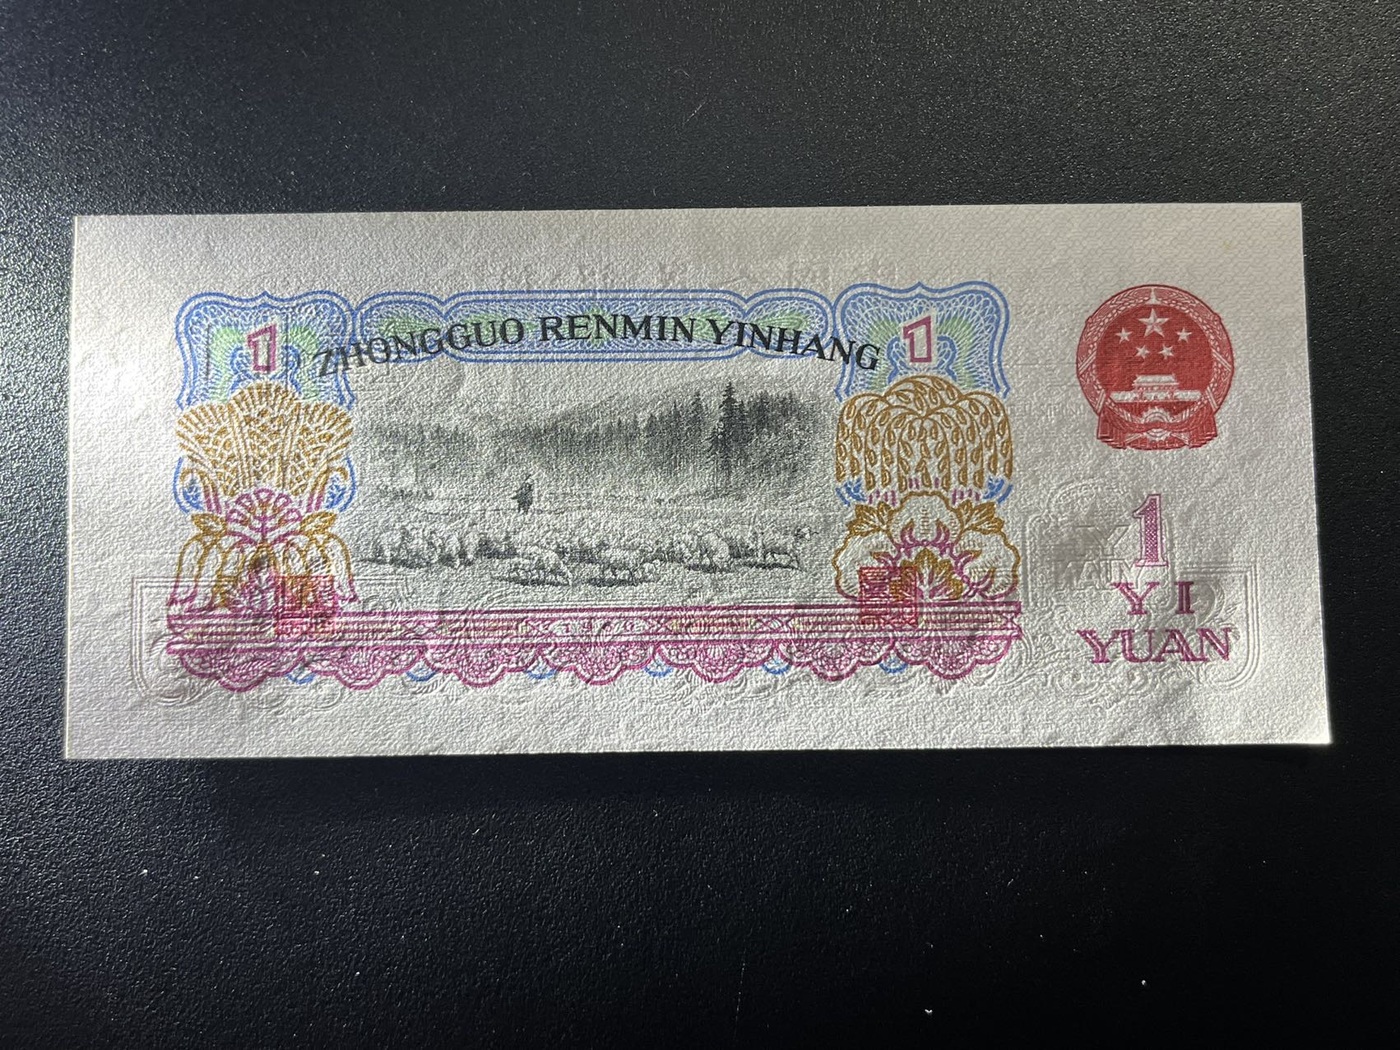 1 ZHONGGUO RENMIN YINHANG 1
1
YI
YUAN